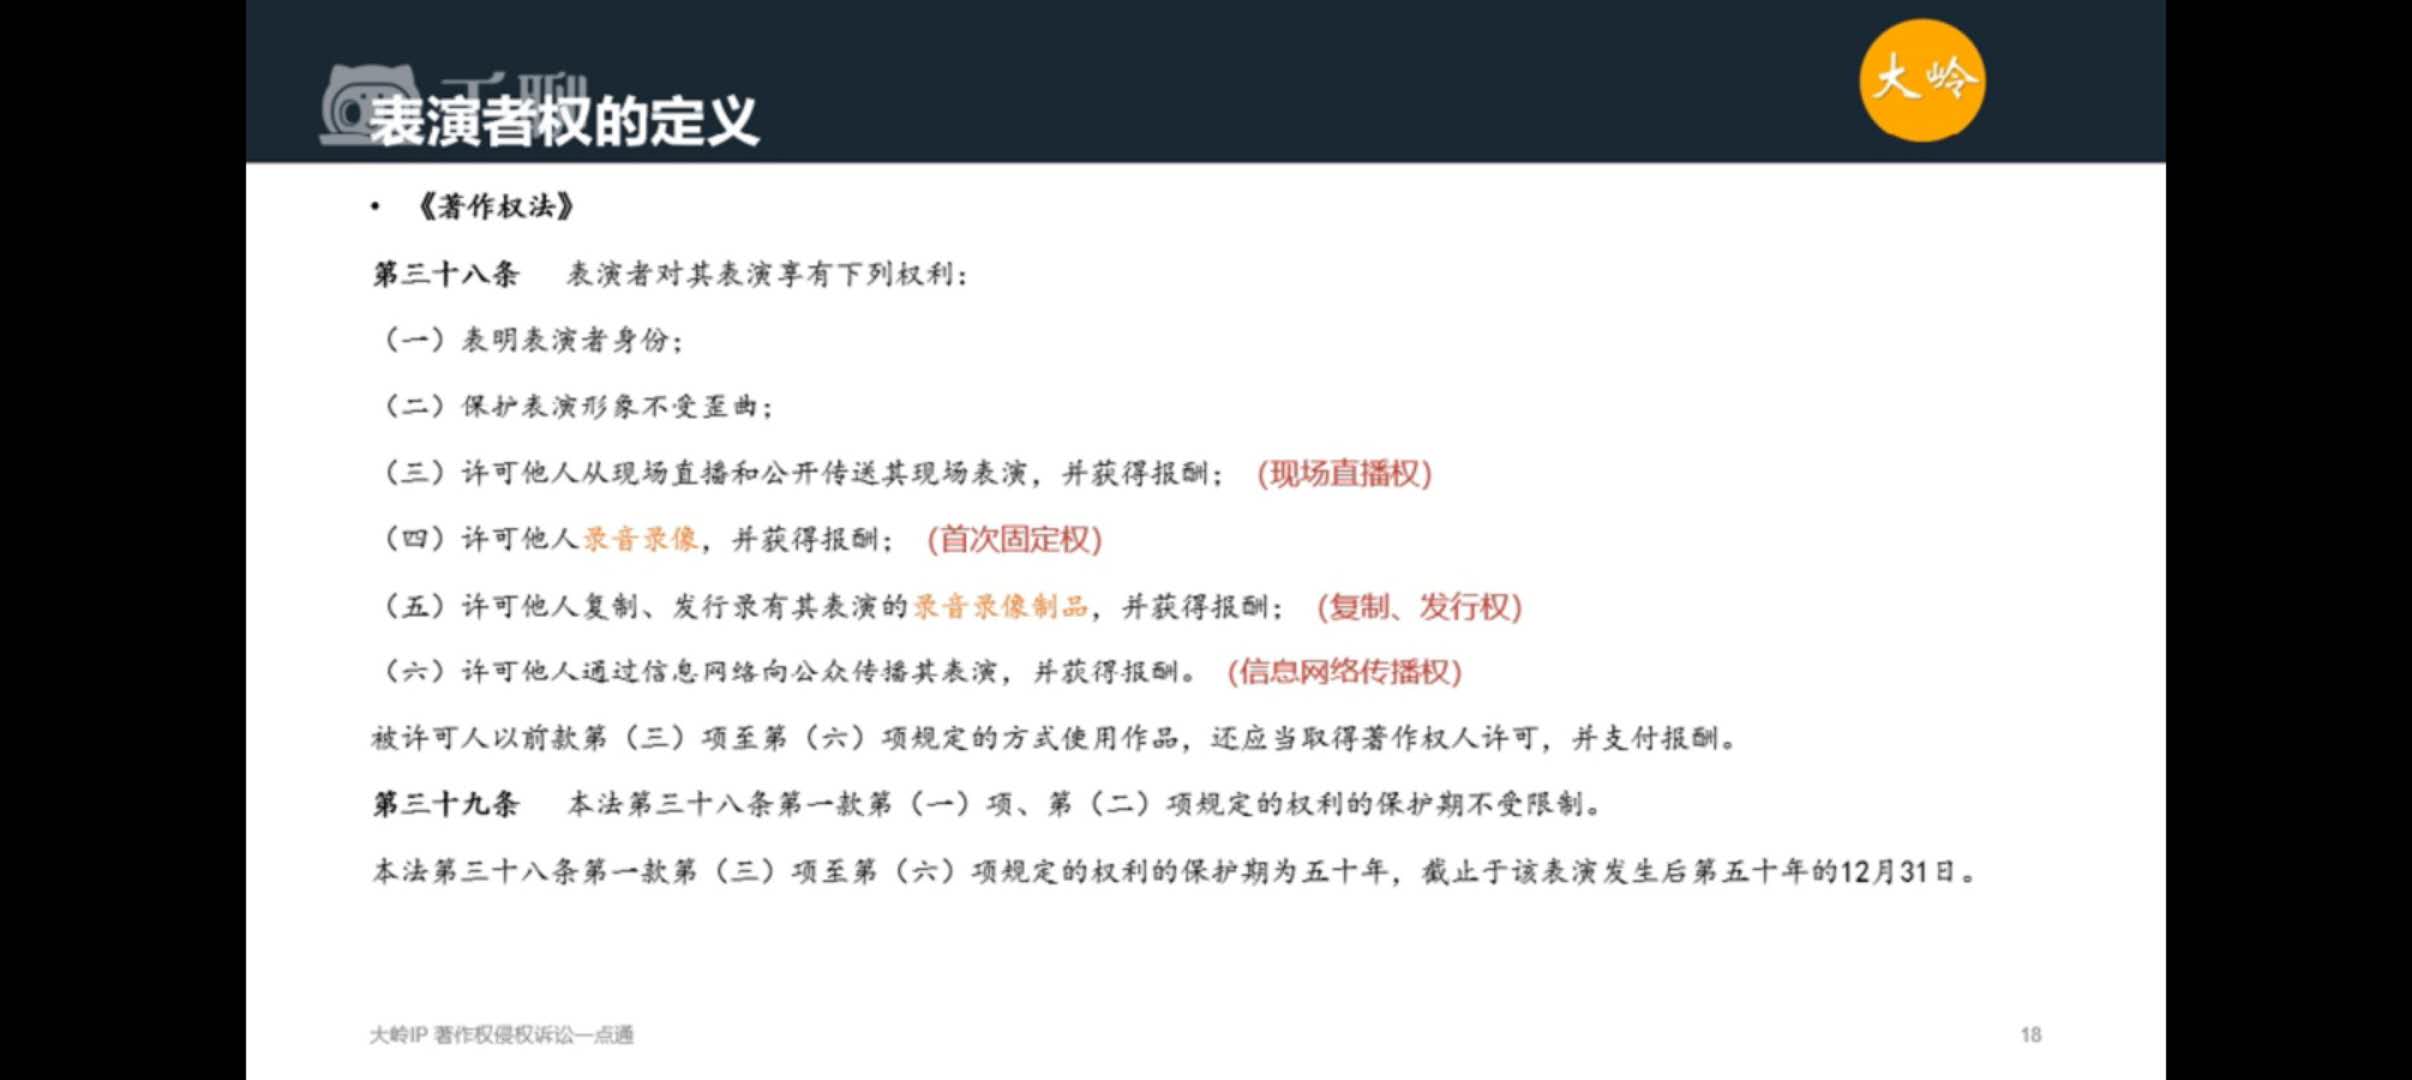 千聊
大岭
表演者权的定义
• 《著作权法》
第三十八条 表演者对其表演享有下列权利：
（一）表明表演者身份；
（二）保护表演形象不受歪曲；
（三）许可他人从现场直播和公开传送其现场表演，并获得报酬； (现场直播权)
（四）许可他人录音录像，并获得报酬； (首次固定权)
（五）许可他人复制、发行录有其表演的录音录像制品，并获得报酬； (复制、发行权)
（六）许可他人通过信息网络向公众传播其表演，并获得报酬。 (信息网络传播权)
被许可人以前款第（三）项至第（六）项规定的方式使用作品，还应当取得著作权人许可，并支付报酬。
第三十九条 本法第三十八条第一款第（一）项、第（二）项规定的权利的保护期不受限制。
本法第三十八条第一款第（三）项至第（六）项规定的权利的保护期为五十年，截止于该表演发生后第五十年的12月31日。
大岭IP 著作权侵权诉讼一点通
18